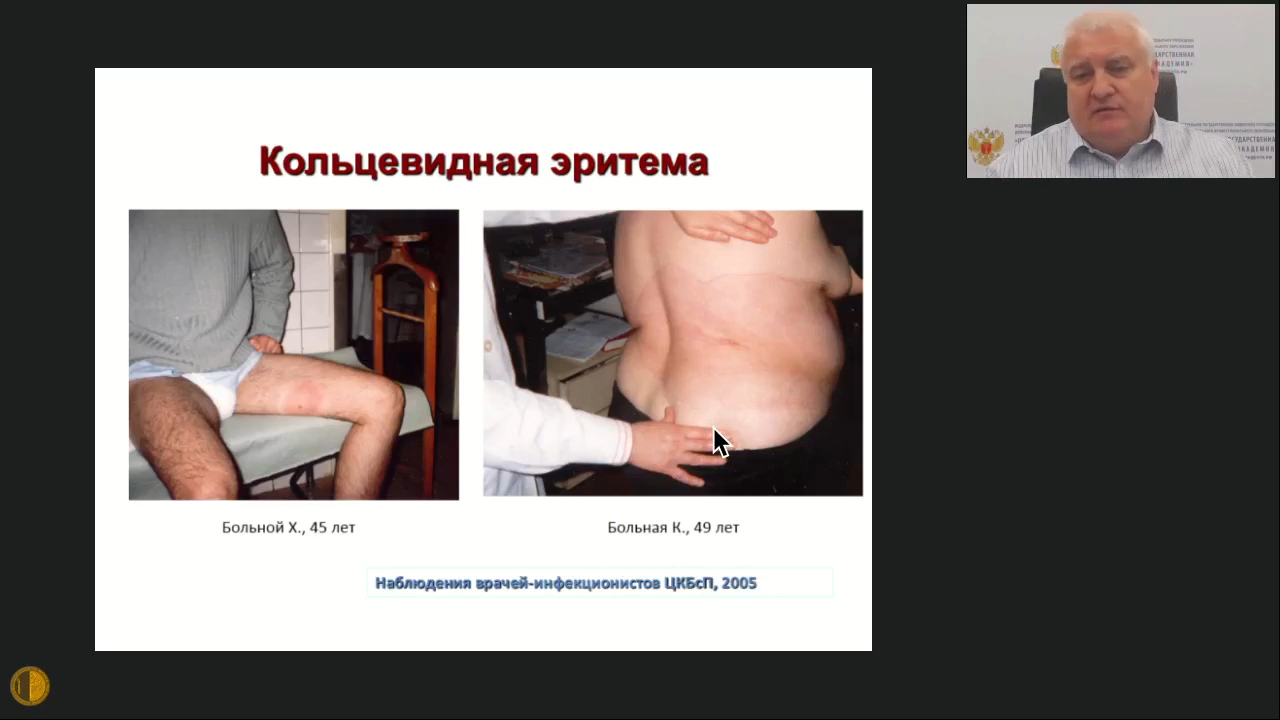 Кольцевидная эритема
Больной Х., 45 лет
Больная К., 49 лет
Наблюдения врачей-инфекционистов ЦКБсП, 2005